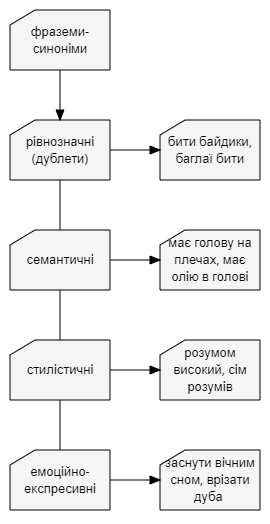 фраземи-
синоніми
рівнозначні
(дублети)
бити байдики,
баглаї бити
семантичні
має голову на
плечах, має
олію в голові
стилістичні
розумом
високий, сім
розумів
емоційно-
експресивні
заснути вічним
сном, врізати
дуба